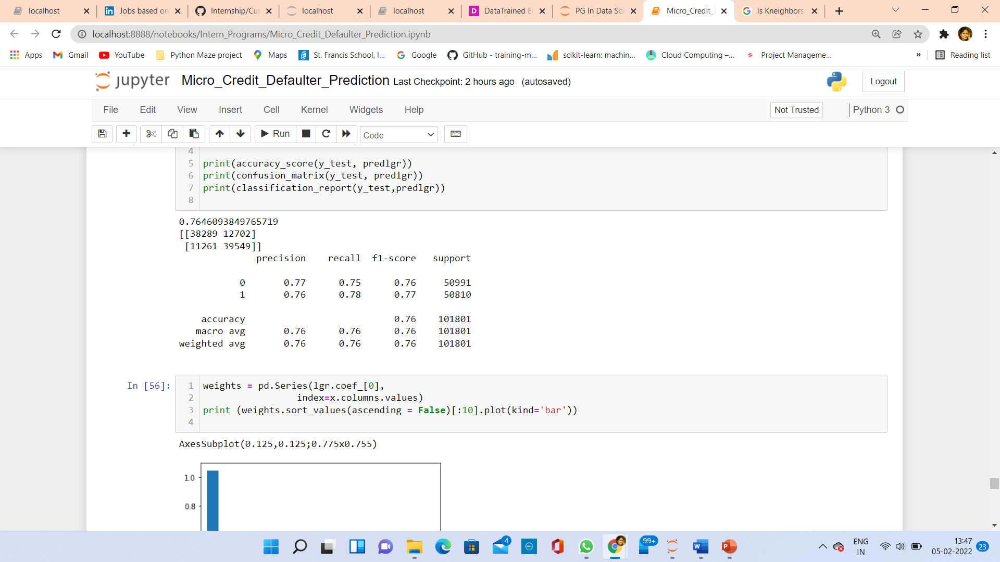 localhost
Jobs based on
Internship/Cus
localhost
localhost
DataTrained Ec
PG In Data Scie
Micro_Credit_
Is Kneighbors
localhost:8888/notebooks/Intern_Programs/Micro_Credit_Defaulter_Prediction.ipynb
Apps
Gmail
YouTube
Python Maze project
Maps
St. Francis School, I...
Google
GitHub - training-m...
scikit-learn: machin...
Cloud Computing –...
Project Manageme...
»
Reading list
jupyter Micro_Credit_Defaulter_Prediction Last Checkpoint: 2 hours ago (autosaved)
Logout
File Edit View Insert Cell Kernel Widgets Help
Not Trusted
Python 3
Run
Code
4
5 print(accuracy_score(y_test, predlgr))
6 print(confusion_matrix(y_test, predlgr))
7 print(classification_report(y_test,predlgr))
8
0.7646093849765719
[[38289 12702]
[11261 39549]]
precision recall f1-score support
0 0.77 0.75 0.76 50991
1 0.76 0.78 0.77 50810
accuracy 0.76 101801
macro avg 0.76 0.76 0.76 101801
weighted avg 0.76 0.76 0.76 101801
In [56]:
1 weights = pd.Series(lgr.coef_[0],
2 index=x.columns.values)
3 print (weights.sort_values(ascending = False)[:10].plot(kind='bar'))
4
AxesSubplot(0.125,0.125;0.775x0.755)
1.0
0.8
4
DELL
99+
ENG
IN
13:47
05-02-2022
23